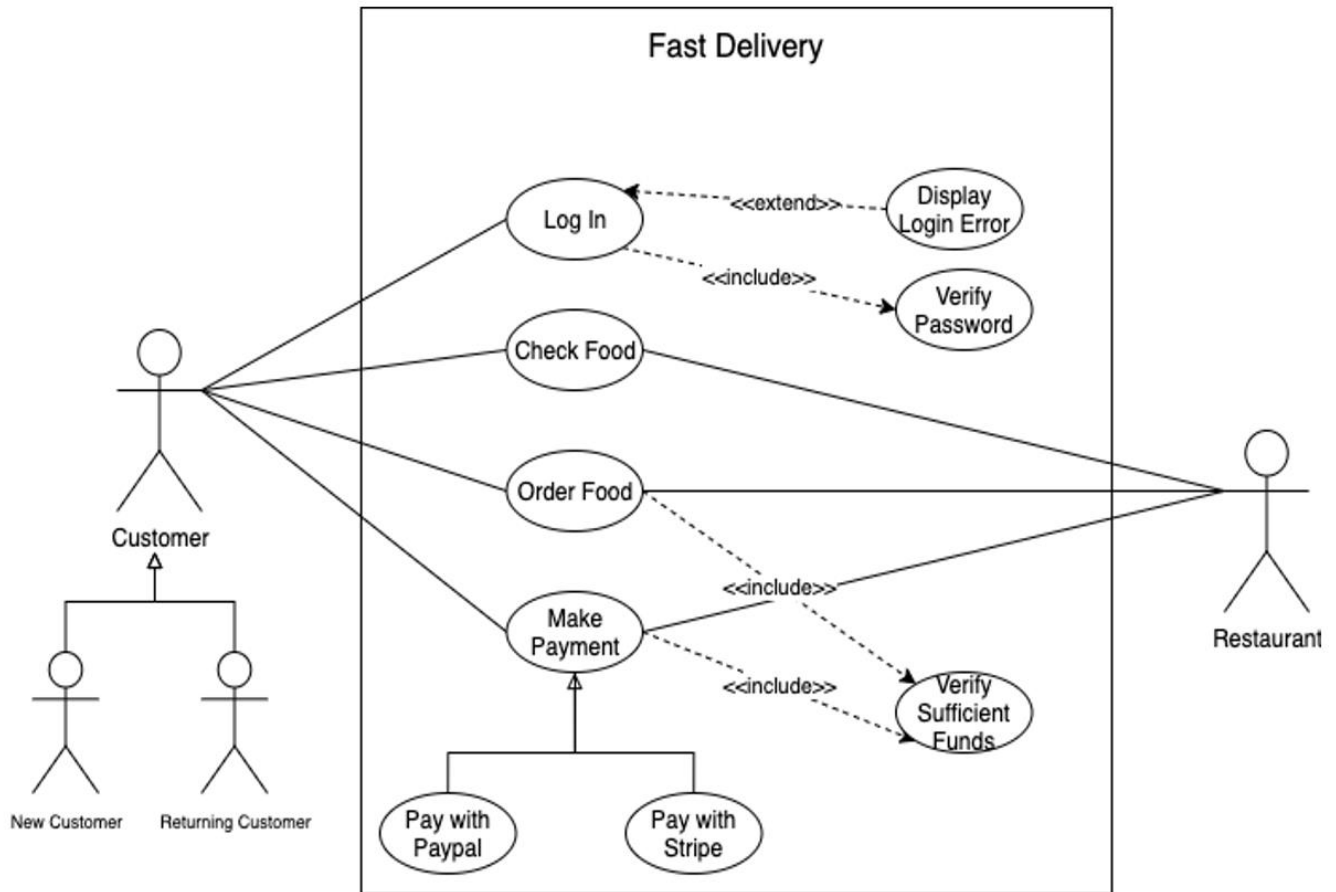 Fast Delivery
Log In
<<extend>>
Display
Login Error
<<include>>
Verify
Password
Check Food
Order Food
Customer
<<include>>
Make
Payment
Restaurant
<<include>>
Verify
Sufficient
Funds
New Customer
Returning Customer
Pay with
Paypal
Pay with
Stripe